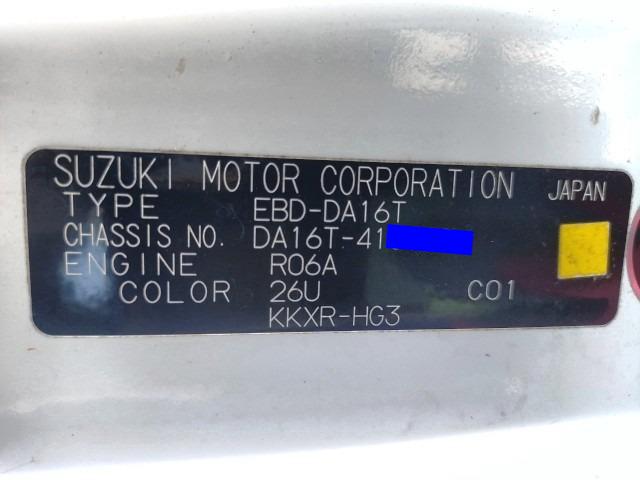 SUZUKI MOTOR CORPORATION JAPAN
TYPE EBD-DA16T
CHASSIS NO. DA16T-41
ENGINE R06A
COLOR 26U C01
KKXR-HG3